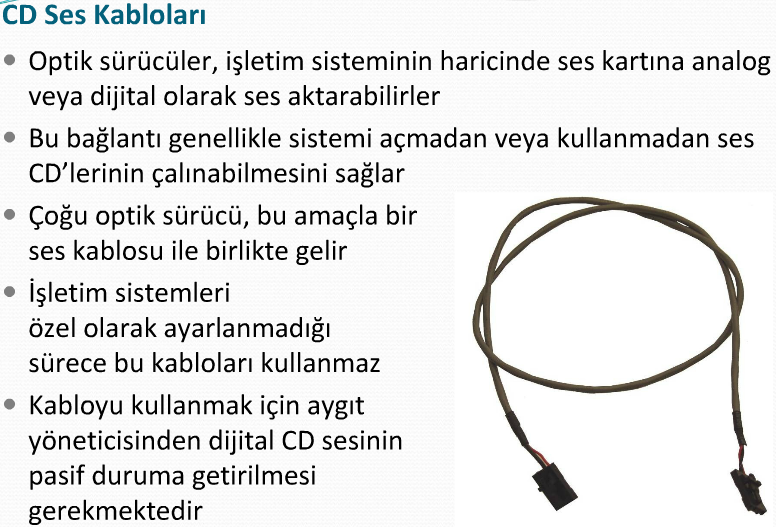 CD Ses Kabloları
• Optik sürücüler, işletim sisteminin haricinde ses kartına analog
veya dijital olarak ses aktarabilirler
• Bu bağlantı genellikle sistemi açmadan veya kullanmadan ses
CD’lerinin çalınabilmesini sağlar
• Çoğu optik sürücü, bu amaçla bir
ses kablosu ile birlikte gelir
• İşletim sistemleri
özel olarak ayarlanmadığı
sürece bu kabloları kullanmaz
• Kabloyu kullanmak için aygıt
yöneticisinden dijital CD sesinin
pasif duruma getirilmesi
gerekmektedir